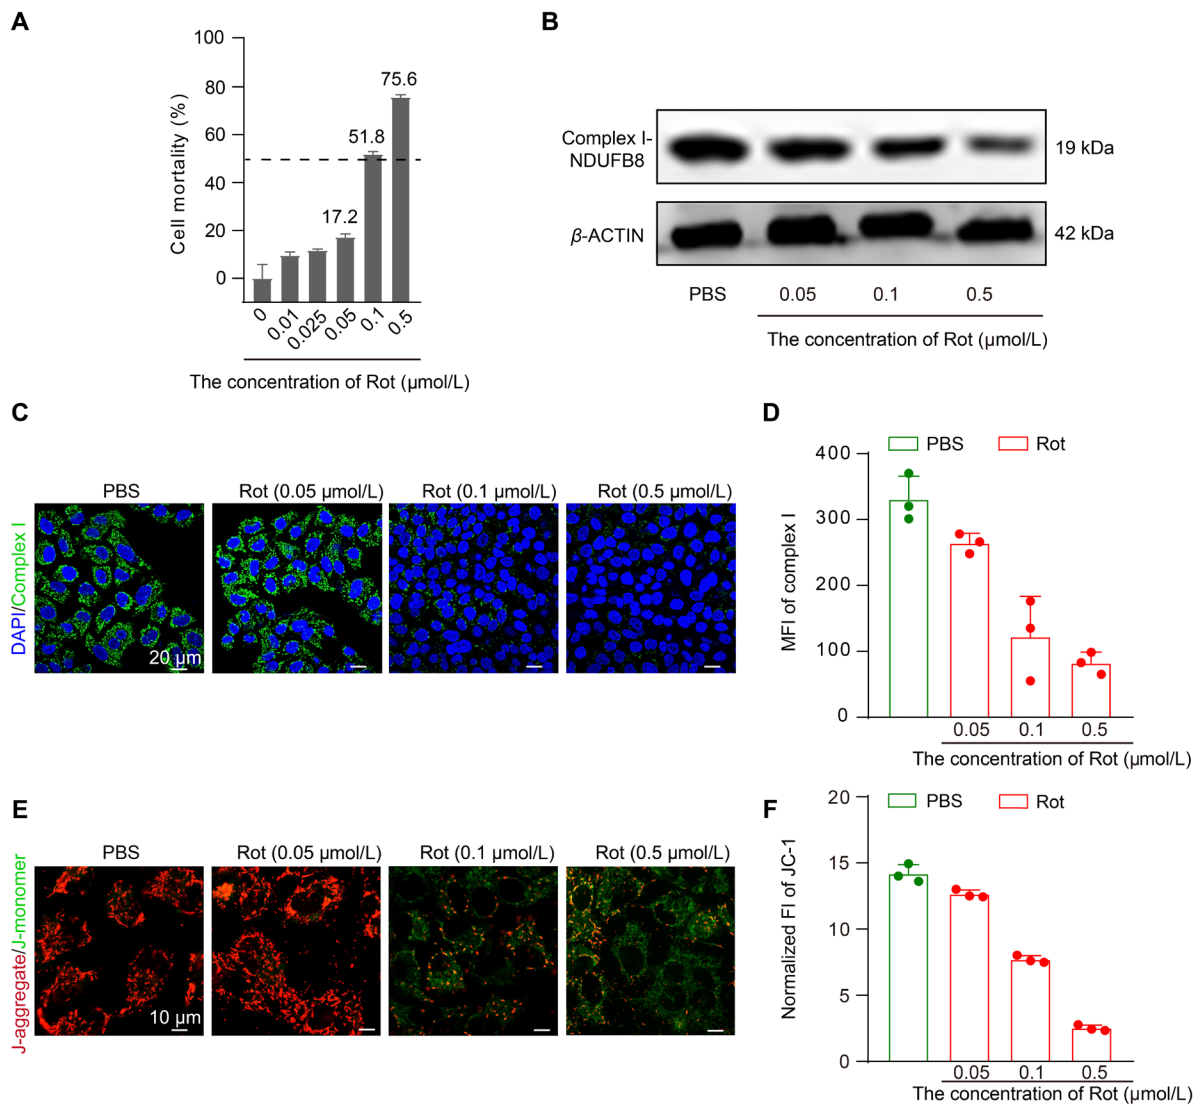 A
100
80
60
40
20
0
Cell mortality (%)
17.2
51.8
75.6
0
0.01
0.025
0.05
0.1
0.5
The concentration of Rot (μmol/L)
B
Complex I-
NDUFB8
19 kDa
β-ACTIN
42 kDa
PBS
0.05
0.1
0.5
The concentration of Rot (μmol/L)
C
PBS
Rot (0.05 μmol/L)
Rot (0.1 μmol/L)
Rot (0.5 μmol/L)
DAPI/Complex I
20 μm
D
PBS
Rot
400
300
200
100
0
MFI of complex I
0.05
0.1
0.5
The concentration of Rot (μmol/L)
E
PBS
Rot (0.05 μmol/L)
Rot (0.1 μmol/L)
Rot (0.5 μmol/L)
J-aggregate/J-monomer
10 μm
F
PBS
Rot
20
15
10
5
0
Normalized FI of JC-1
0.05
0.1
0.5
The concentration of Rot (μmol/L)